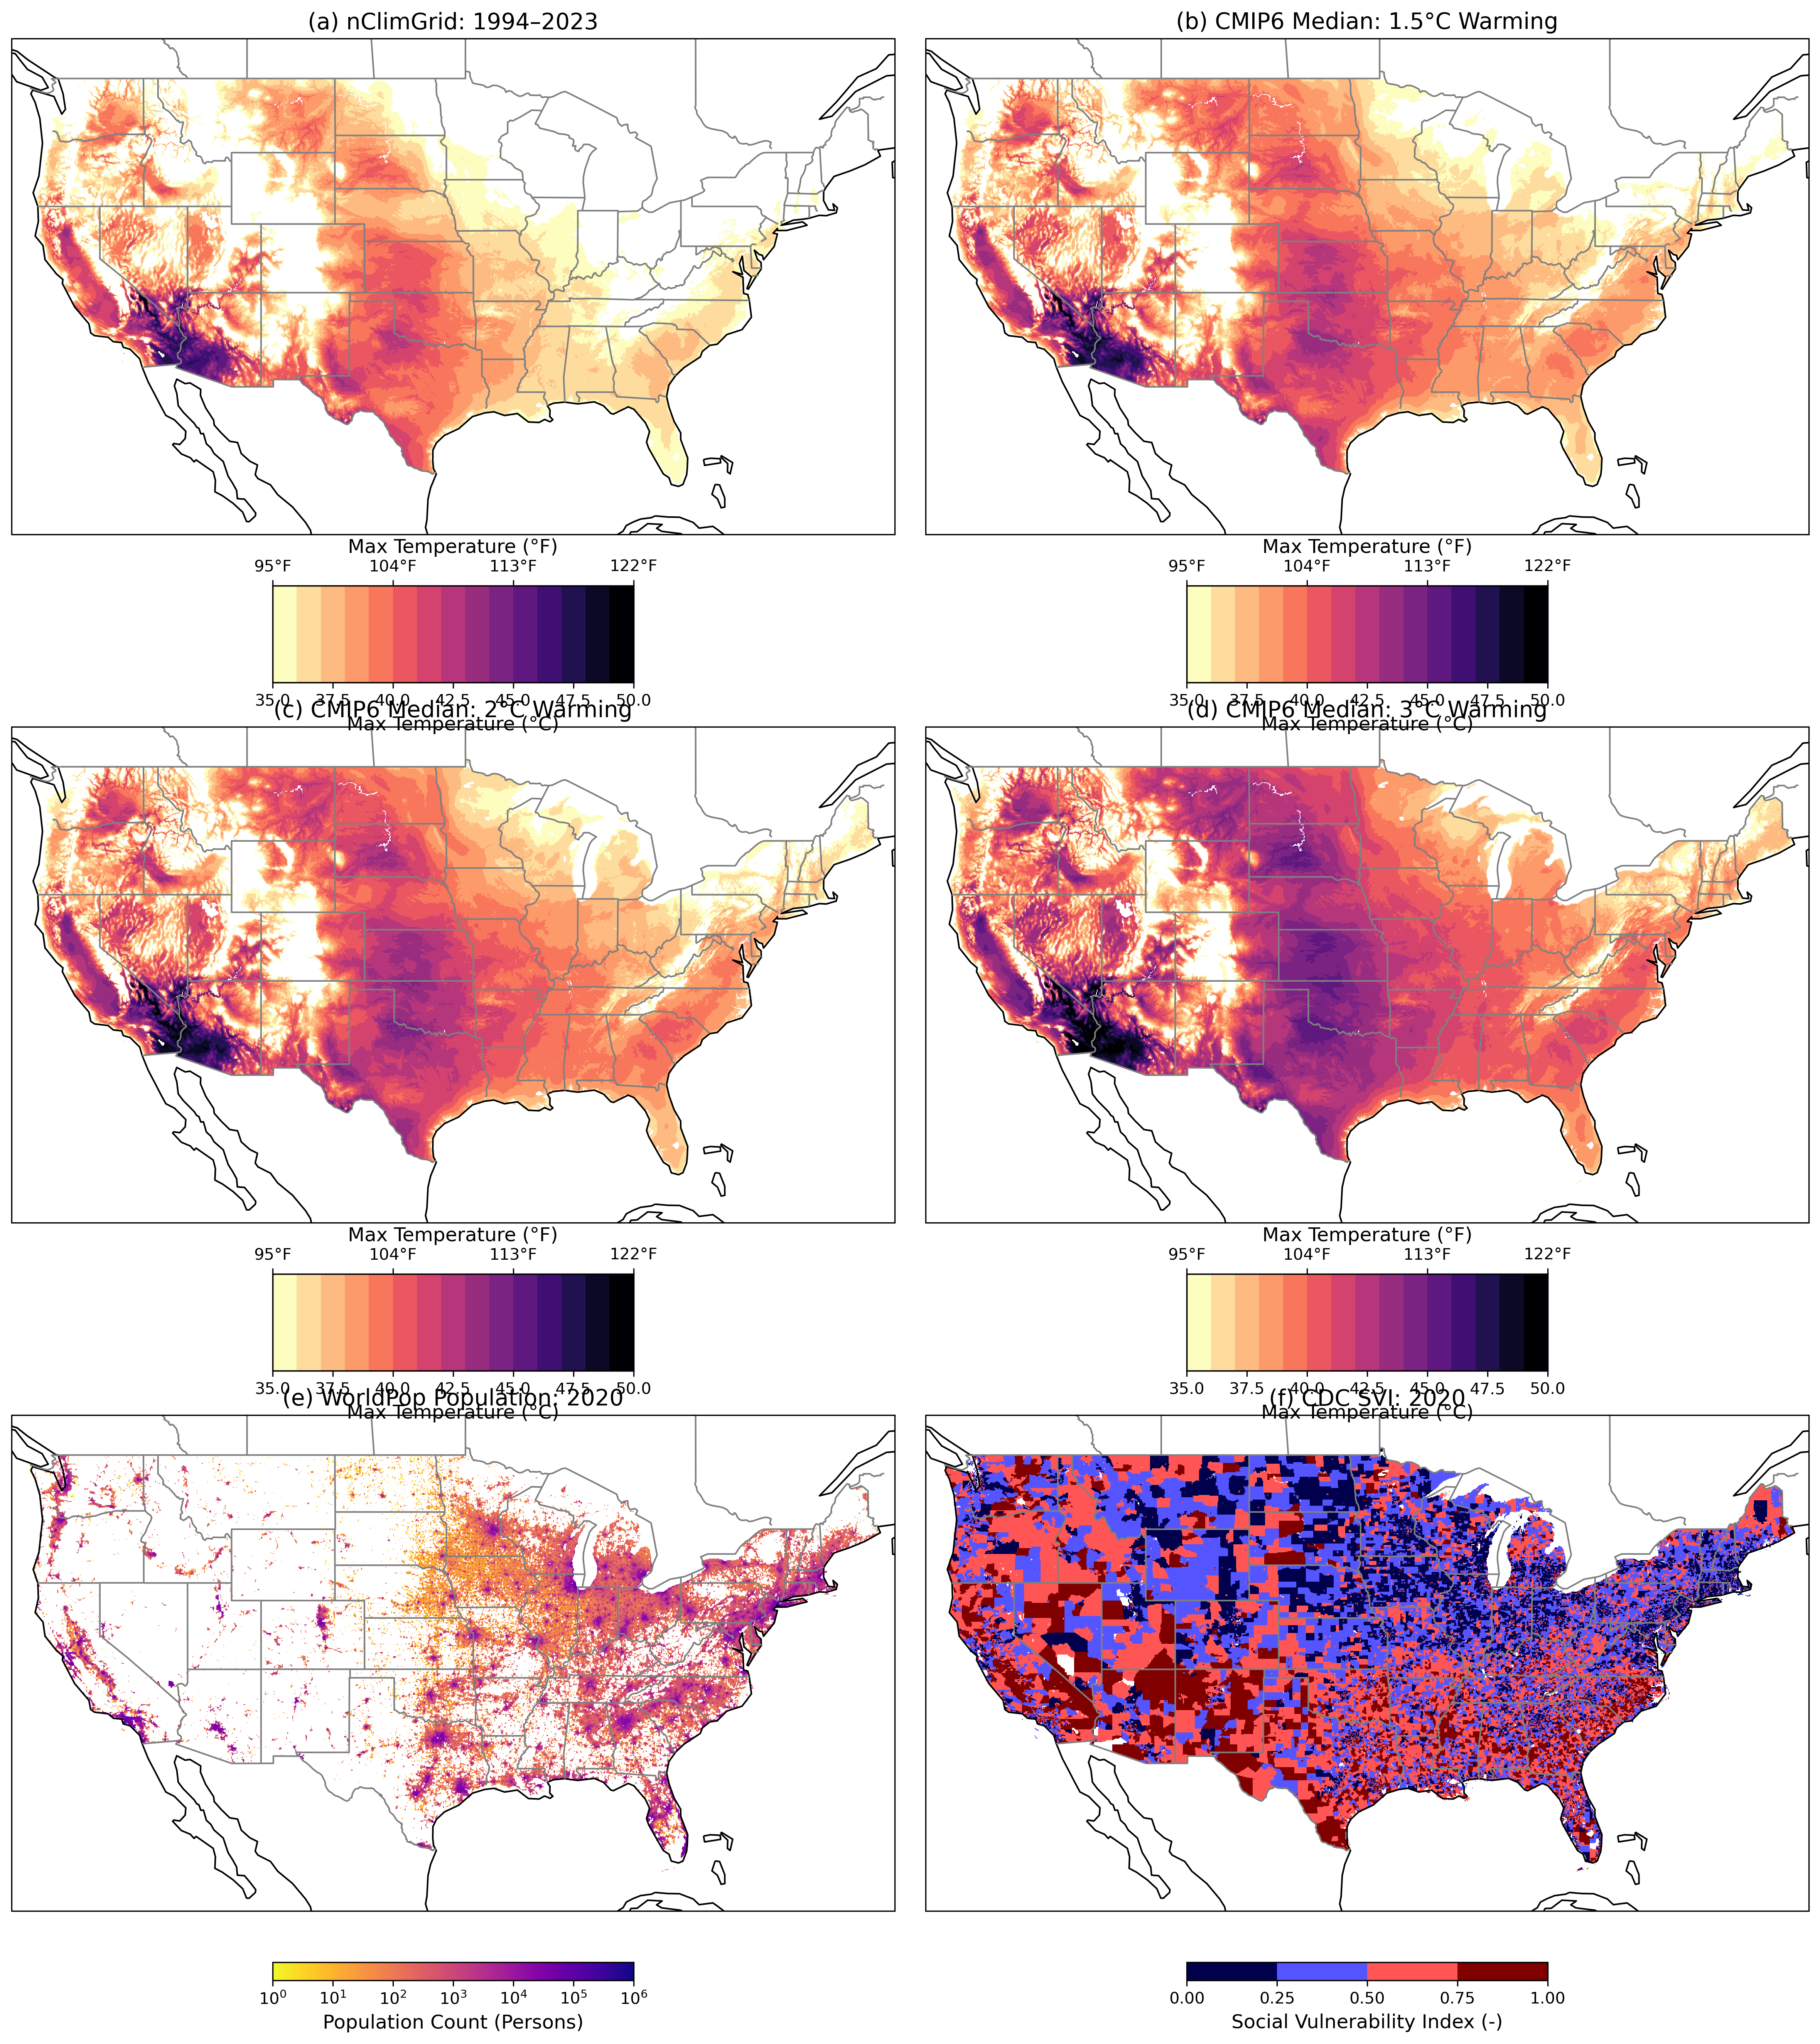 (a) nClimGrid: 1994–2023
(b) CMIP6 Median: 1.5°C Warming
Max Temperature (°F)
95°F 104°F 113°F 122°F
35.0 37.5 40.0 42.5 45.0 47.5 50.0
Max Temperature (°C)
Max Temperature (°F)
95°F 104°F 113°F 122°F
35.0 37.5 40.0 42.5 45.0 47.5 50.0
Max Temperature (°C)
(c) CMIP6 Median: 2°C Warming
(d) CMIP6 Median: 3°C Warming
Max Temperature (°F)
95°F 104°F 113°F 122°F
35.0 37.5 40.0 42.5 45.0 47.5 50.0
Max Temperature (°C)
Max Temperature (°F)
95°F 104°F 113°F 122°F
35.0 37.5 40.0 42.5 45.0 47.5 50.0
Max Temperature (°C)
(e) WorldPop Population: 2020
(f) CDC SVI: 2020
10⁰ 10¹ 10² 10³ 10⁴ 10⁵ 10⁶
Population Count (Persons)
0.00 0.25 0.50 0.75 1.00
Social Vulnerability Index (-)